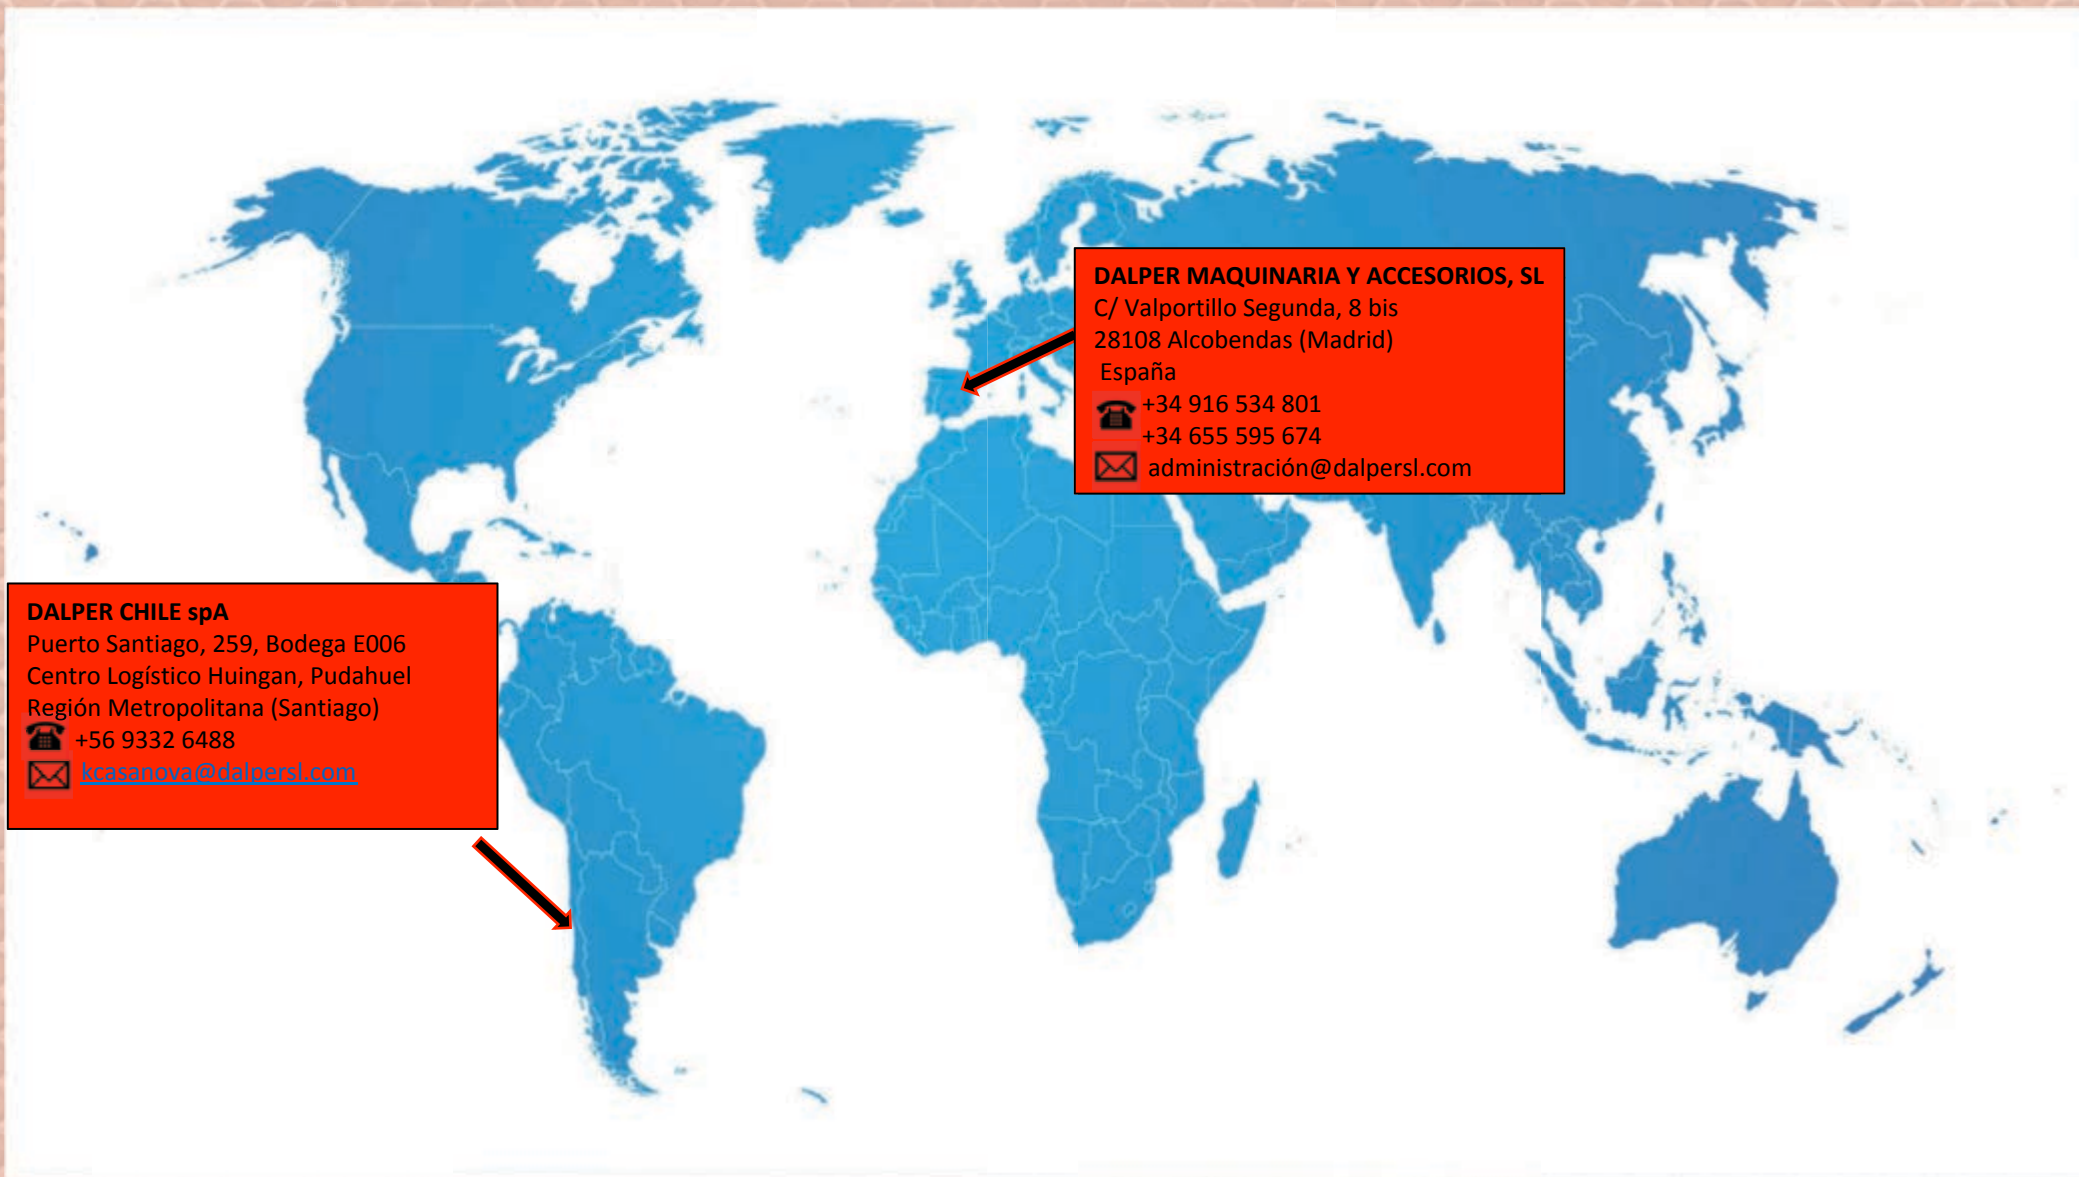 DALPER MAQUINARIA Y ACCESORIOS, SL
C/ Valportillo Segunda, 8 bis
28108 Alcobendas (Madrid)
España
+34 916 534 801
+34 655 595 674
administración@dalpersl.com
DALPER CHILE spA
Puerto Santiago, 259, Bodega E006
Centro Logístico Huingan, Pudahuel
Región Metropolitana (Santiago)
+56 9332 6488
kcasanova@dalpersl.com